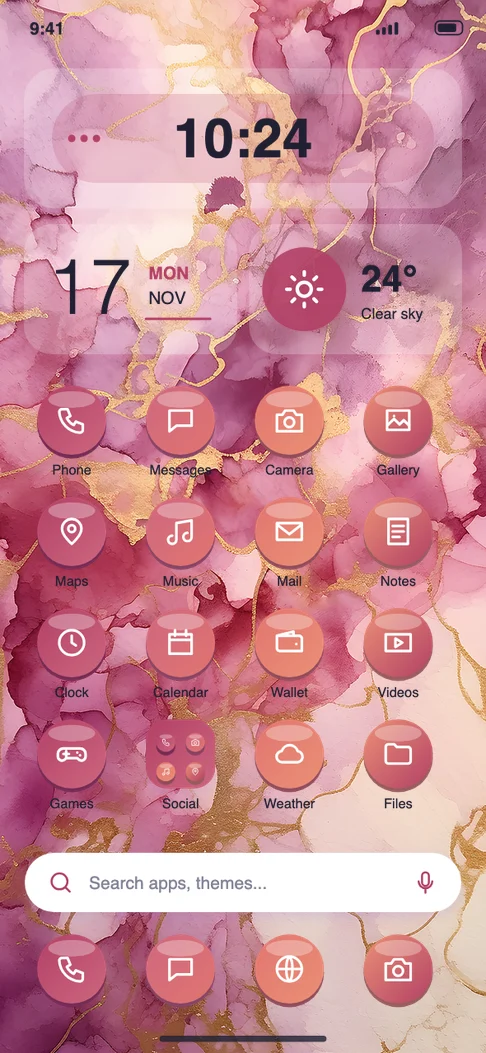 9:41
10:24
17
MON
NOV
24°
Clear sky
Phone
Messages
Camera
Gallery
Maps
Music
Mail
Notes
Clock
Calendar
Wallet
Videos
Games
Social
Weather
Files
Search apps, themes...